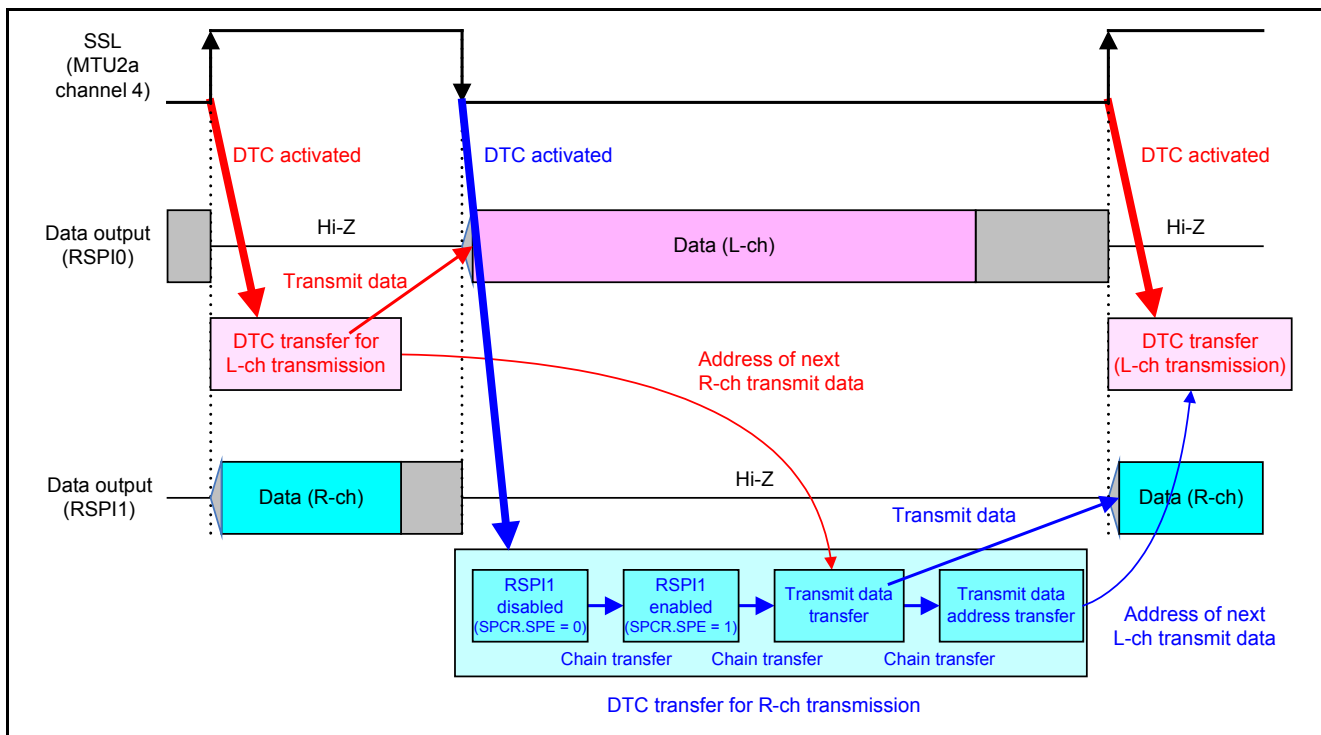 SSL
(MTU2a
channel 4)
DTC activated
DTC activated
DTC activated
Data output
(RSPI0)
Hi-Z
Data (L-ch)
Hi-Z
Transmit data
DTC transfer for
L-ch transmission
Address of next
R-ch transmit data
DTC transfer
(L-ch transmission)
Data output
(RSPI1)
Data (R-ch)
Hi-Z
Data (R-ch)
Transmit data
RSPI1
disabled
(SPCR.SPE = 0)
RSPI1
enabled
(SPCR.SPE = 1)
Transmit data
transfer
Transmit data
address transfer
Address of next
L-ch transmit data
Chain transfer
Chain transfer
Chain transfer
DTC transfer for R-ch transmission